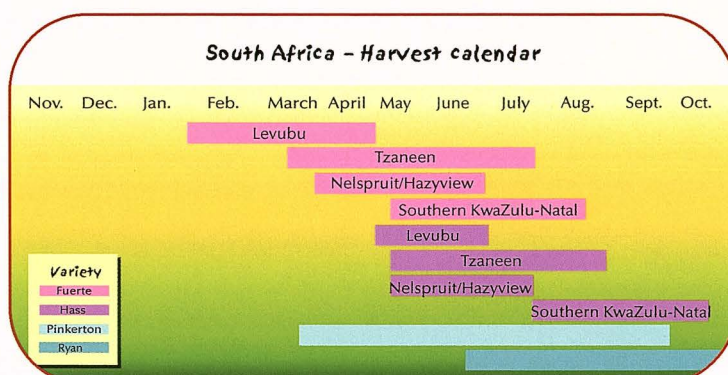 South Africa – Harvest calendar
Nov. Dec. Jan. Feb. March April May June July Aug. Sept. Oct.
Levubu
Tzaneen
Nelspruit/Hazyview
Southern KwaZulu-Natal
Levubu
Tzaneen
Nelspruit/Hazyview
Southern KwaZulu-Natal
Variety
Fuerte
Hass
Pinkerton
Ryan